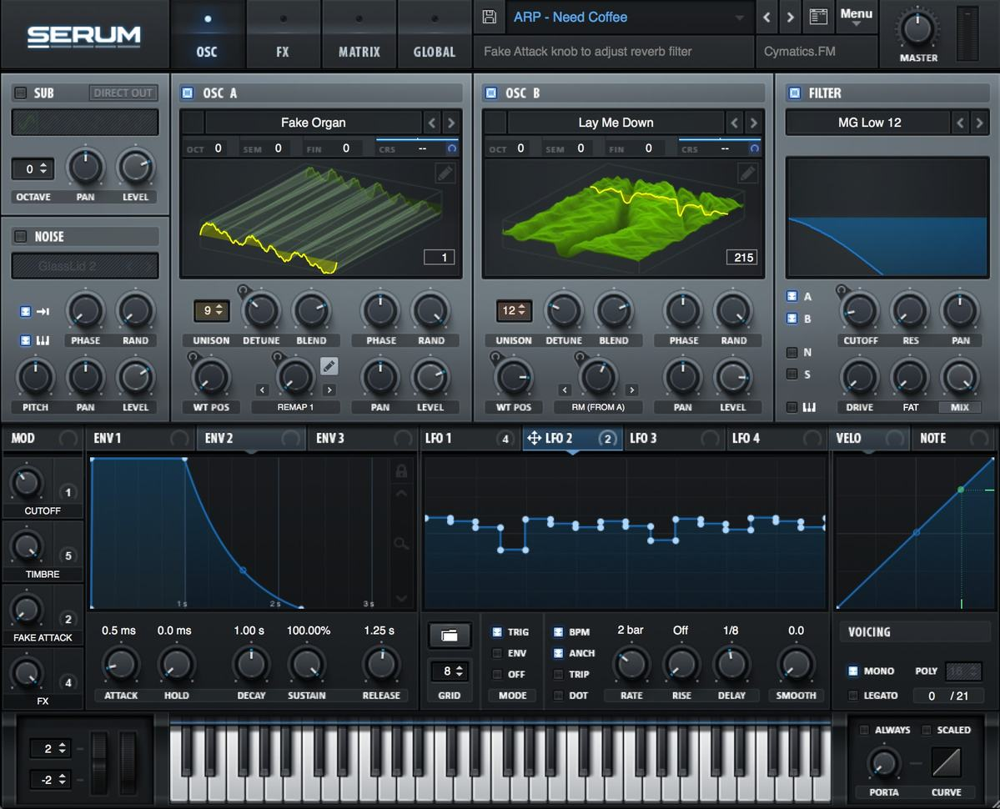 SERUM
OSC FX MATRIX GLOBAL
ARP - Need Coffee
Menu
Fake Attack knob to adjust reverb filter
Cymatics.FM
MASTER
SUB DIRECT OUT
0
OCTAVE PAN LEVEL
NOISE
GlassLid 2
PHASE RAND
PITCH PAN LEVEL
OSC A
Fake Organ
OCT 0 SEM 0 FIN 0 CRS --
1
9
UNISON DETUNE BLEND PHASE RAND
WT POS REMAP 1 PAN LEVEL
OSC B
Lay Me Down
OCT 0 SEM 0 FIN 0 CRS --
215
12
UNISON DETUNE BLEND PHASE RAND
WT POS RM (FROM A) PAN LEVEL
FILTER
MG Low 12
A
B
N
S
CUTOFF RES PAN
DRIVE FAT MIX
MOD ENV 1 ENV 2 ENV 3 LFO 1 4 LFO 2 2 LFO 3 LFO 4 VELO NOTE
1
CUTOFF
5
TIMBRE
2
FAKE ATTACK
4
FX
1 s 2 s 3 s
0.5 ms 0.0 ms 1.00 s 100.00% 1.25 s
ATTACK HOLD DECAY SUSTAIN RELEASE
8
GRID
TRIG
ENV
OFF
MODE
BPM
ANCH
TRIP
DOT
2 bar Off 1/8 0.0
RATE RISE DELAY SMOOTH
VOICING
MONO POLY 16
LEGATO 0 / 21
2
-2
ALWAYS SCALED
PORTA CURVE